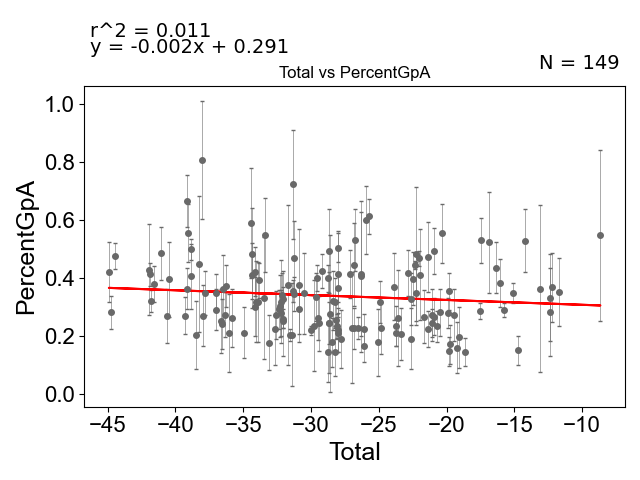 r^2 = 0.011
y = -0.002x + 0.291
N = 149
Total vs PercentGpA
1.0
0.8
0.6
0.4
0.2
0.0
PercentGpA
−45 −40 −35 −30 −25 −20 −15 −10
Total